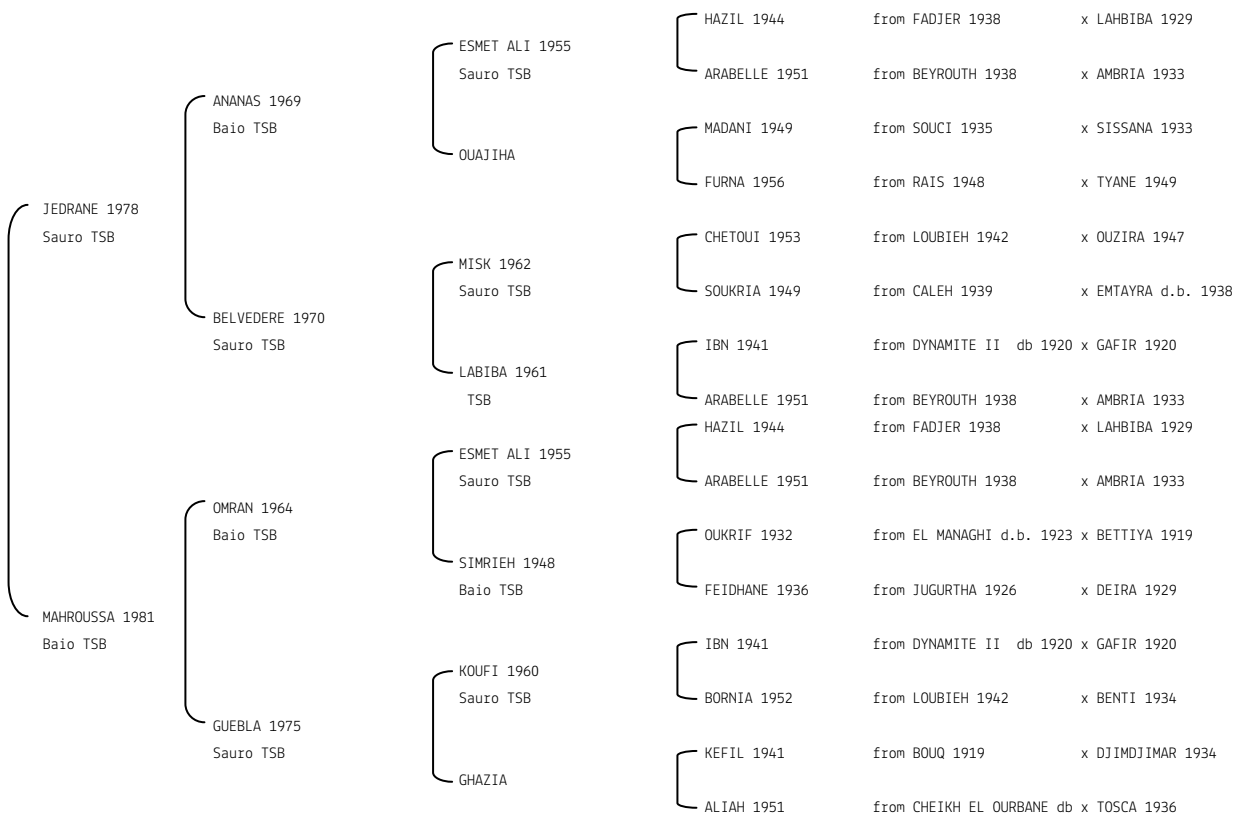 HAZIL 1944 from FADJER 1938 x LAHBIBA 1929
ESMET ALI 1955
Sauro TSB
ARABELLE 1951 from BEYROUTH 1938 x AMBRIA 1933
ANANAS 1969
Baio TSB
MADANI 1949 from SOUCI 1935 x SISSANA 1933
OUAJIHA
FURNA 1956 from RAIS 1948 x TYANE 1949
JEDRANE 1978
Sauro TSB
CHETOUI 1953 from LOUBIEH 1942 x OUZIRA 1947
MISK 1962
Sauro TSB
SOUKRIA 1949 from CALEH 1939 x EMTAYRA d.b. 1938
BELVEDERE 1970
Sauro TSB
IBN 1941 from DYNAMITE II db 1920 x GAFIR 1920
LABIBA 1961
TSB
ARABELLE 1951 from BEYROUTH 1938 x AMBRIA 1933
HAZIL 1944 from FADJER 1938 x LAHBIBA 1929
ESMET ALI 1955
Sauro TSB
ARABELLE 1951 from BEYROUTH 1938 x AMBRIA 1933
OMRAN 1964
Baio TSB
OUKRIF 1932 from EL MANAGHI d.b. 1923 x BETTIYA 1919
SIMRIEH 1948
Baio TSB
FEIDHANE 1936 from JUGURTHA 1926 x DEIRA 1929
MAHROUSSA 1981
Baio TSB
IBN 1941 from DYNAMITE II db 1920 x GAFIR 1920
KOUFI 1960
Sauro TSB
BORNIA 1952 from LOUBIEH 1942 x BENTI 1934
GUEBLA 1975
Sauro TSB
KEFIL 1941 from BOUQ 1919 x DJIMDJIMAR 1934
GHAZIA
ALIAH 1951 from CHEIKH EL OURBANE db x TOSCA 1936